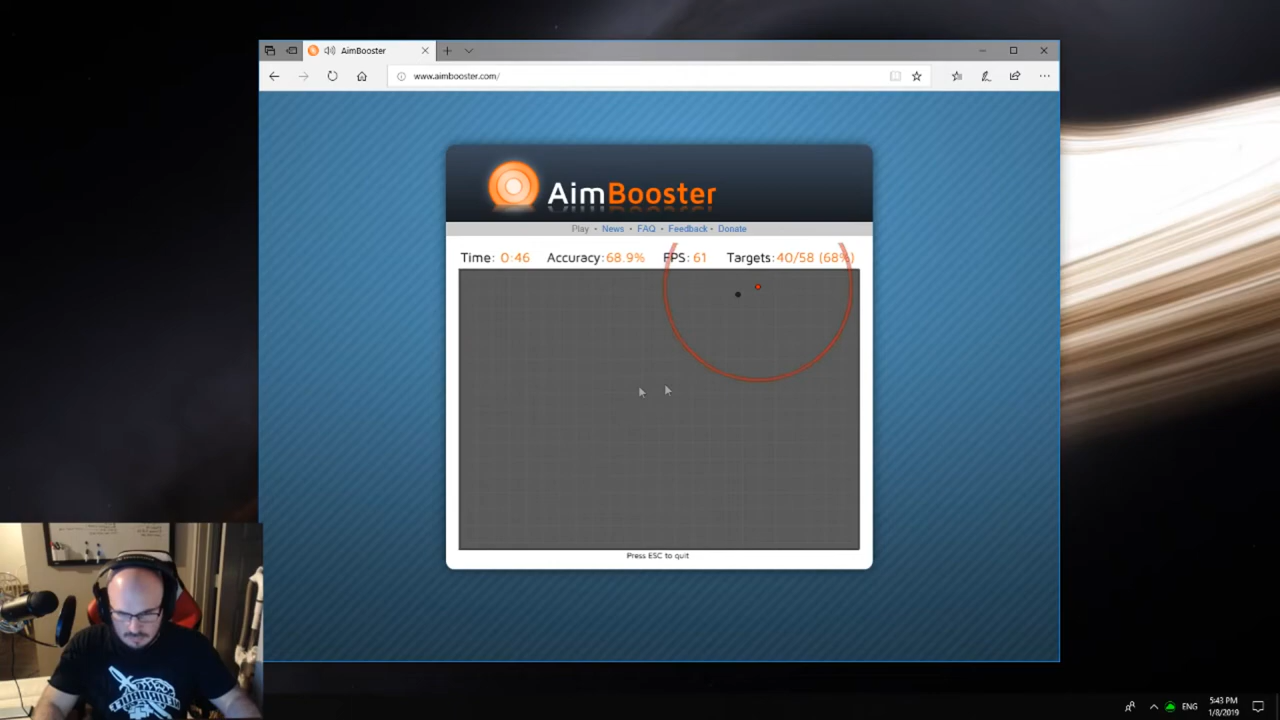 AimBooster
www.aimbooster.com/
AimBooster
Play • News • FAQ • Feedback • Donate
Time: 0:46 Accuracy: 68.9% FPS: 61 Targets: 40/58 (68%)
Press ESC to quit
ENG
5:43 PM
1/8/2019